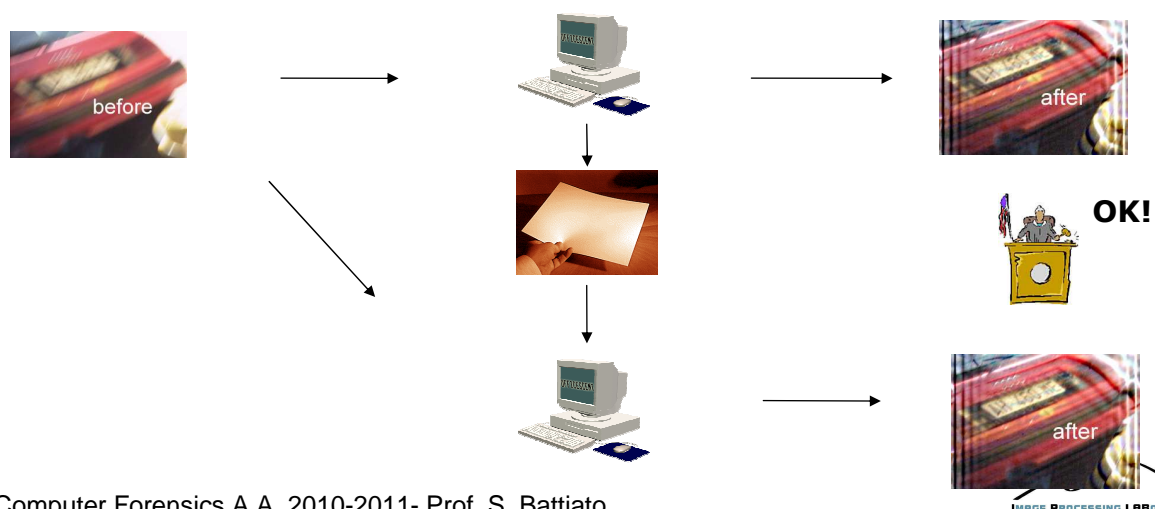 before
after
OK!
after
Computer Forensics A.A. 2010-2011- Prof. S. Battiato